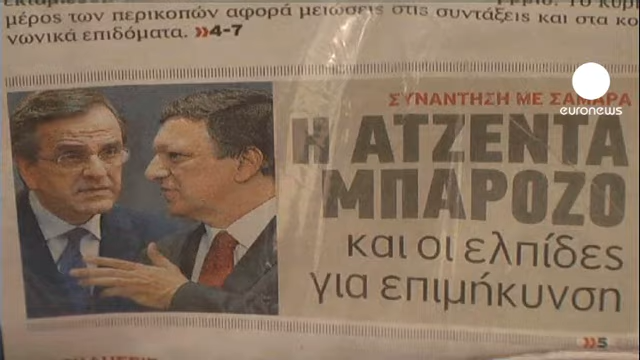 μέρος των περικοπών αφορά μειώσεις στις συντάξεις και στα κοι
νωνικά επιδόματα. »4-7
euronews
ΣΥΝΑΝΤΗΣΗ ΜΕ ΣΑΜΑΡΑ
Η ΑΤΖΕΝΤΑ
ΜΠΑΡΟΖΟ
και οι ελπίδες
για επιμήκυνση
»5